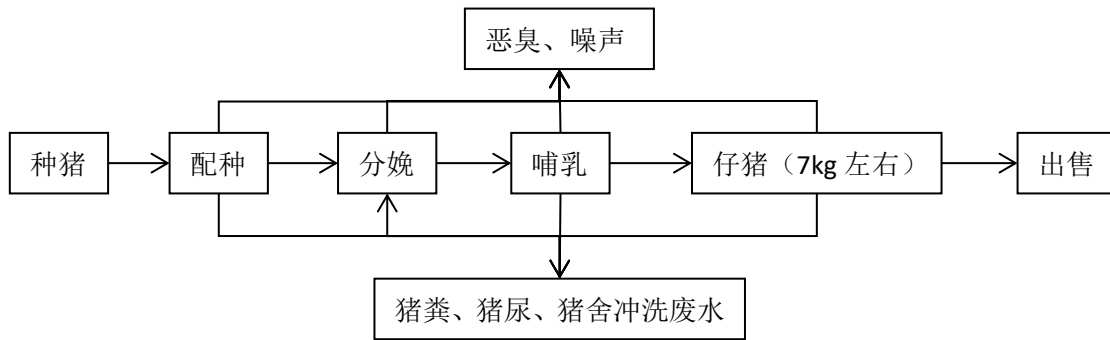 恶臭、噪声
种猪
配种
分娩
哺乳
仔猪（7kg 左右）
出售
猪粪、猪尿、猪舍冲洗废水